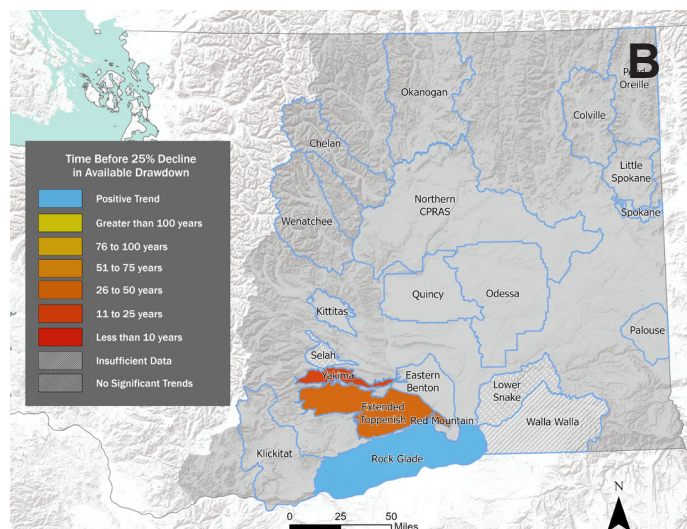 B
Okanogan
Pend
Oreille
Colville
Chelan
Little
Spokane
Spokane
Time Before 25% Decline
in Available Drawdown
Positive Trend
Greater than 100 years
76 to 100 years
51 to 75 years
26 to 50 years
11 to 25 years
Less than 10 years
Insufficient Data
No Significant Trends
Northern
CPRAS
Wenatchee
Quincy
Odessa
Kittitas
Palouse
Selah
Yakima
Eastern
Benton
Lower
Snake
Extended
Toppenish
Red Mountain
Walla Walla
Klickitat
Rock Glade
N
0 25 50
Miles